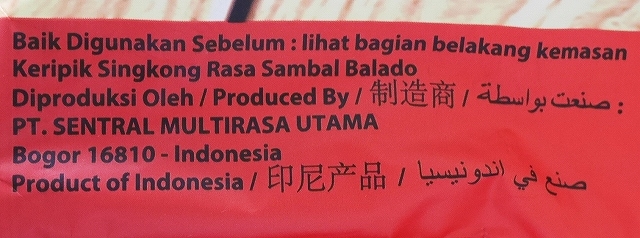 Baik Digunakan Sebelum : lihat bagian belakang kemasan
Keripik Singkong Rasa Sambal Balado
Diproduksi Oleh / Produced By / 制造商 / صنعت بواسطة :
PT. SENTRAL MULTIRASA UTAMA
Bogor 16810 - Indonesia
Product of Indonesia / 印尼产品 / صنع في اندونيسيا